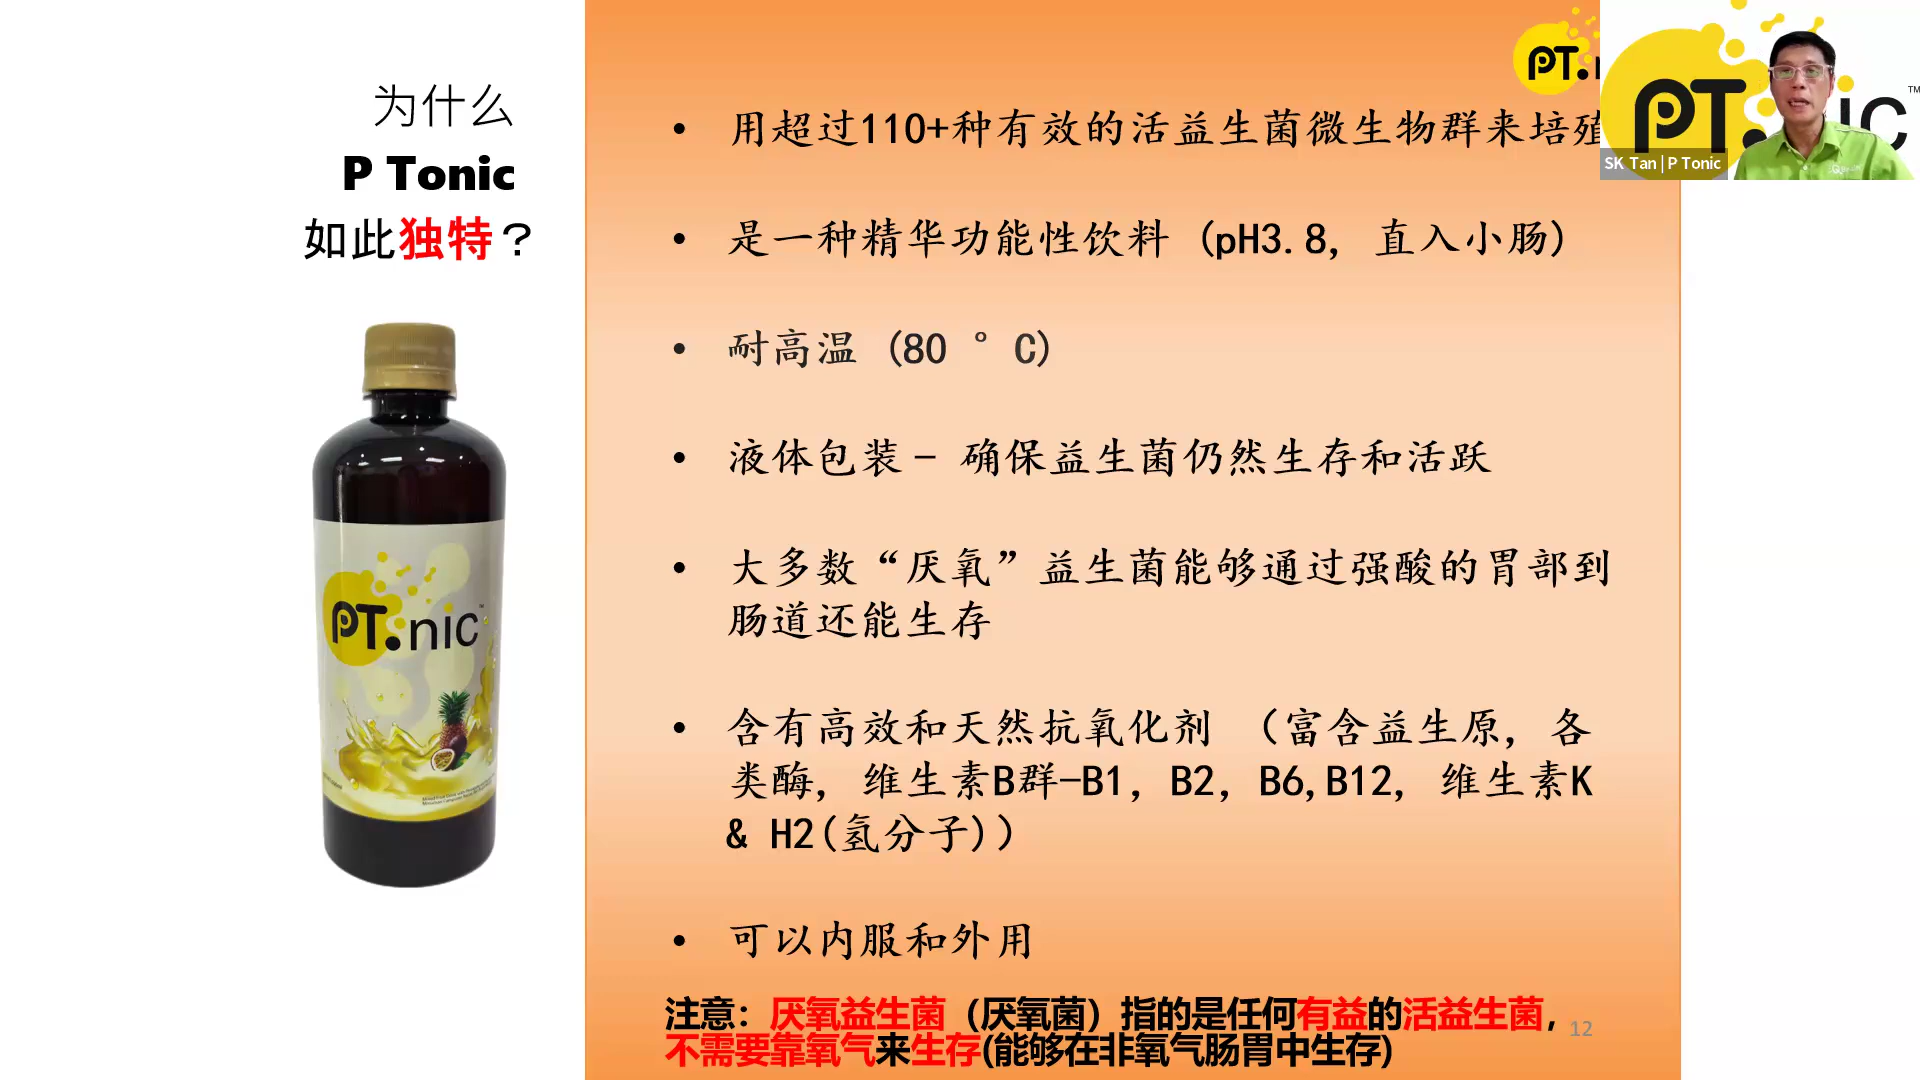 为什么
P Tonic
如此独特？
PT.nic
• 用超过110+种有效的活益生菌微生物群来培殖
• 是一种精华功能性饮料 (pH3.8, 直入小肠)
• 耐高温 (80 °C)
• 液体包装 - 确保益生菌仍然生存和活跃
• 大多数“厌氧”益生菌能够通过强酸的胃部到
肠道还能生存
• 含有高效和天然抗氧化剂 （富含益生原, 各
类酶, 维生素B群-B1, B2, B6,B12, 维生素K
& H2(氢分子)）
• 可以内服和外用
注意：厌氧益生菌（厌氧菌）指的是任何有益的活益生菌，
不需要靠氧气来生存(能够在非氧气肠胃中生存)
12
PT.
PT.nic™
SK Tan | P Tonic